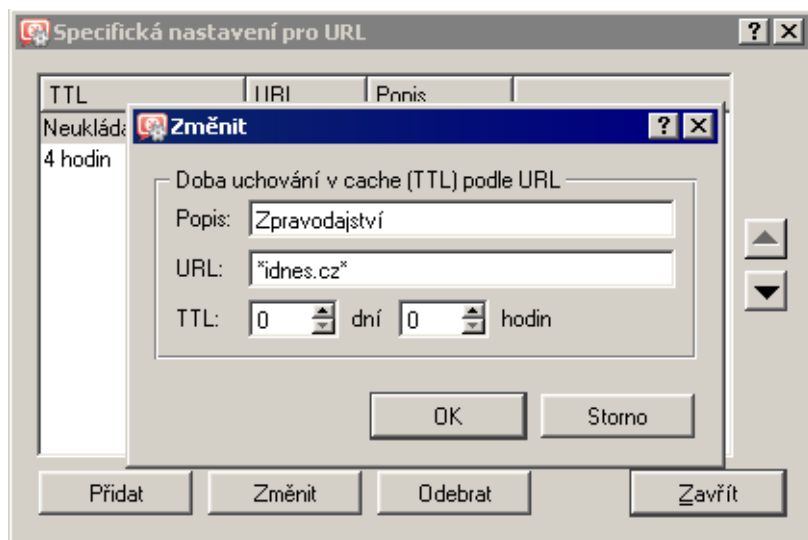 Specifická nastavení pro URL
TTL URL Popis
Neukládá
4 hodin
Změnit
Doba uchování v cache (TTL) podle URL
Popis: Zpravodajství
URL: *idnes.cz*
TTL: 0 dní 0 hodin
OK Storno
Přidat Změnit Odebrat Zavřít